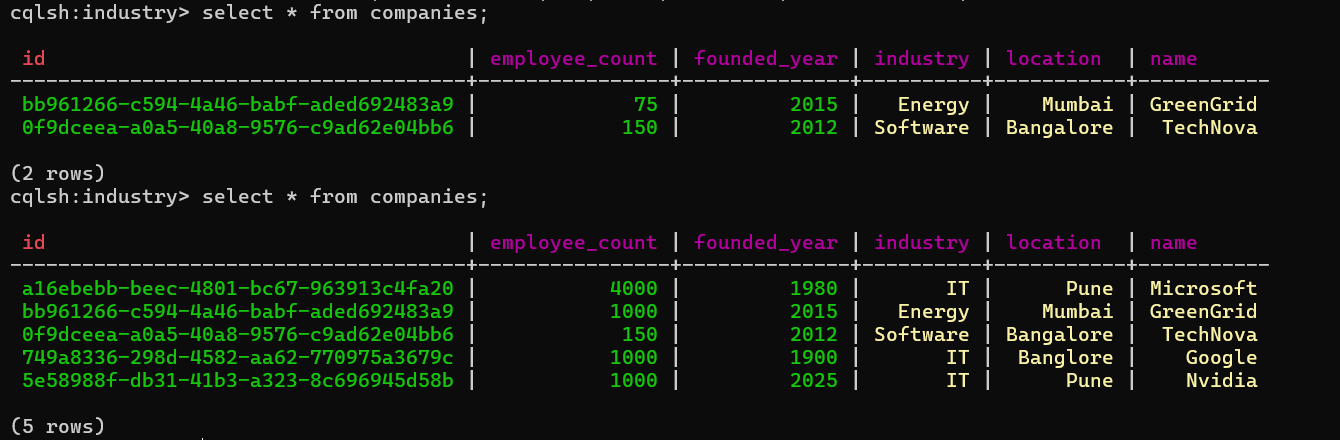 cqlsh:industry> select * from companies;
id | employee_count | founded_year | industry | location | name
--------------------------------------+----------------+--------------+----------+-----------+-----------
bb961266-c594-4a46-babf-aded692483a9 | 75 | 2015 | Energy | Mumbai | GreenGrid
0f9dceea-a0a5-40a8-9576-c9ad62e04bb6 | 150 | 2012 | Software | Bangalore | TechNova
(2 rows)
cqlsh:industry> select * from companies;
id | employee_count | founded_year | industry | location | name
--------------------------------------+----------------+--------------+----------+-----------+-----------
a16ebebb-beec-4801-bc67-963913c4fa20 | 4000 | 1980 | IT | Pune | Microsoft
bb961266-c594-4a46-babf-aded692483a9 | 1000 | 2015 | Energy | Mumbai | GreenGrid
0f9dceea-a0a5-40a8-9576-c9ad62e04bb6 | 150 | 2012 | Software | Bangalore | TechNova
749a8336-298d-4582-aa62-770975a3679c | 1000 | 1900 | IT | Banglore | Google
5e58988f-db31-41b3-a323-8c696945d58b | 1000 | 2025 | IT | Pune | Nvidia
(5 rows)